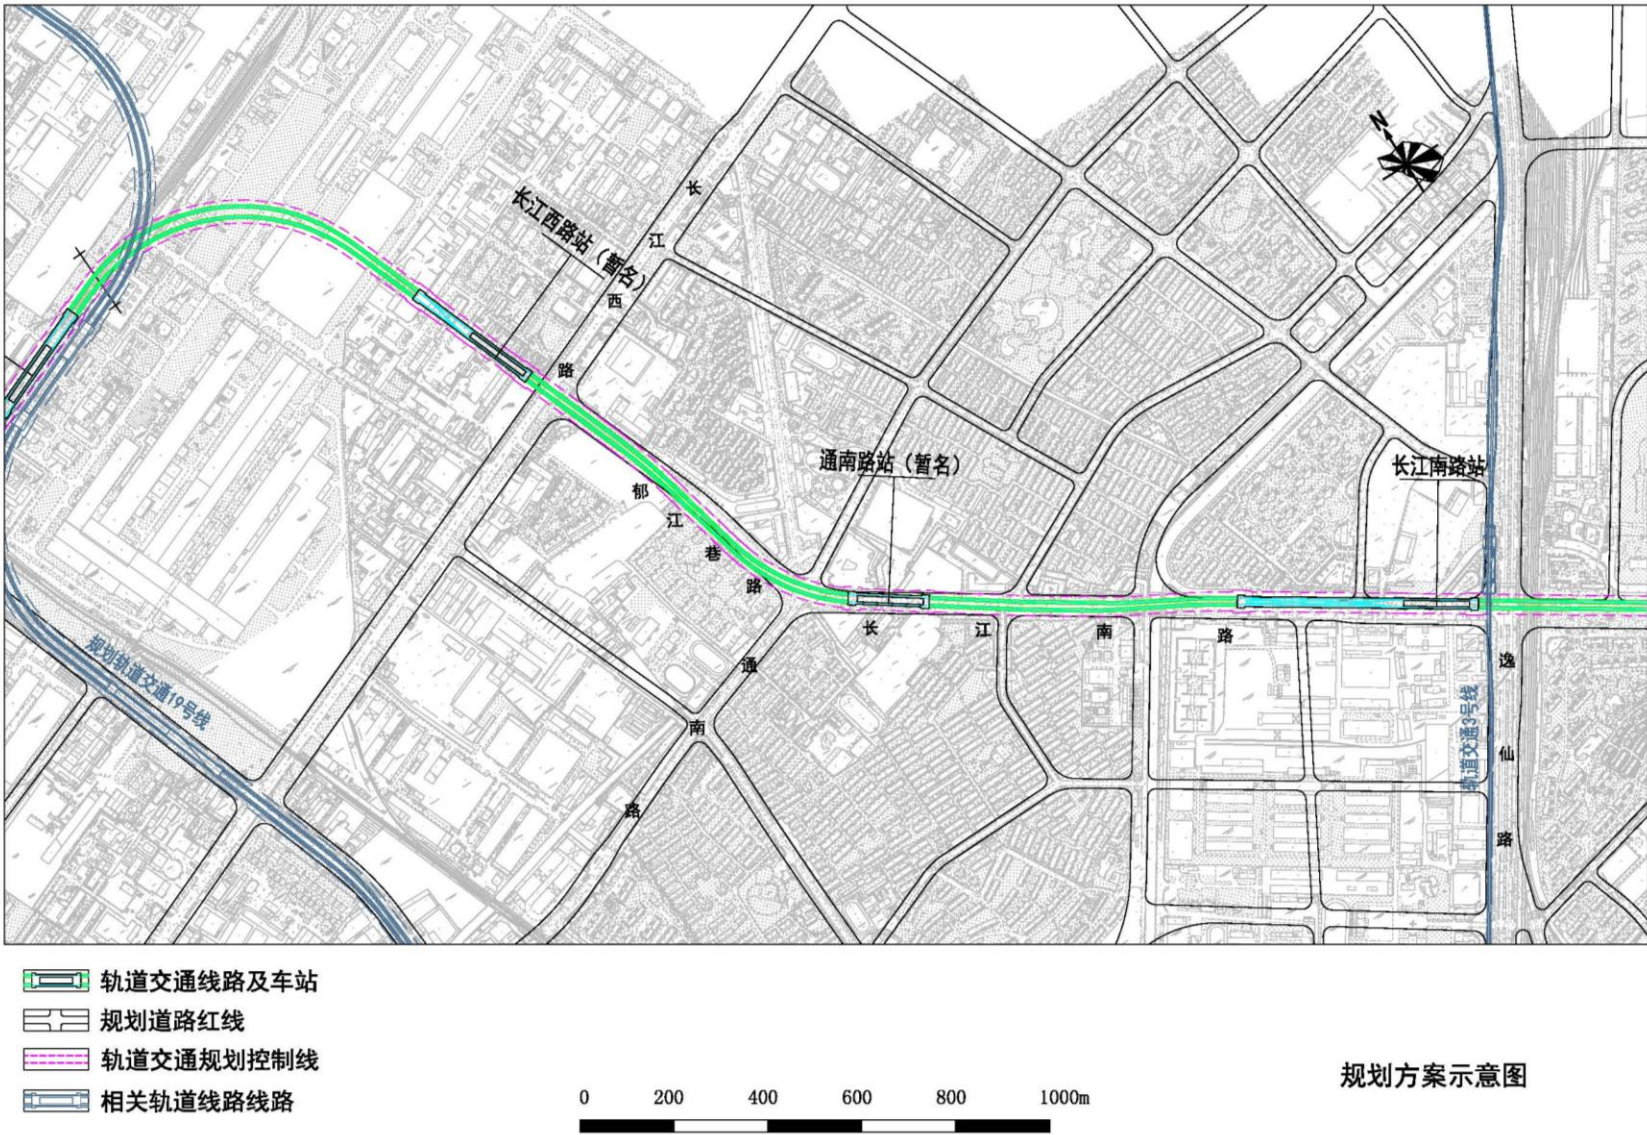 N
长江西路站（暂名）
长江西路
通南路站（暂名）
长江南路站
郁江巷路
长江南路
通南路
逸仙路
规划轨道交通19号线
轨道交通3号线
轨道交通线路及车站
规划道路红线
轨道交通规划控制线
相关轨道线路线路
0 200 400 600 800 1000m
规划方案示意图